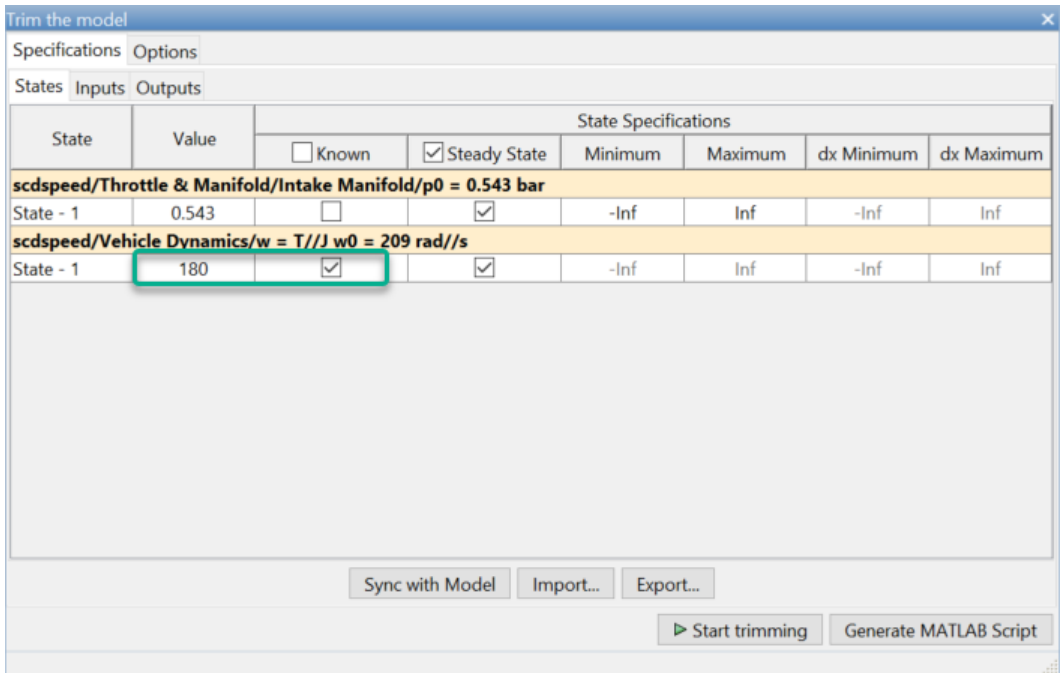 Trim the model
Specifications Options
States Inputs Outputs
State Value State Specifications
Known Steady State Minimum Maximum dx Minimum dx Maximum
scdspeed/Throttle & Manifold/Intake Manifold/p0 = 0.543 bar
State - 1 0.543 -Inf Inf -Inf Inf
scdspeed/Vehicle Dynamics/w = T//J w0 = 209 rad//s
State - 1 180 -Inf Inf -Inf Inf
Sync with Model Import... Export...
Start trimming Generate MATLAB Script